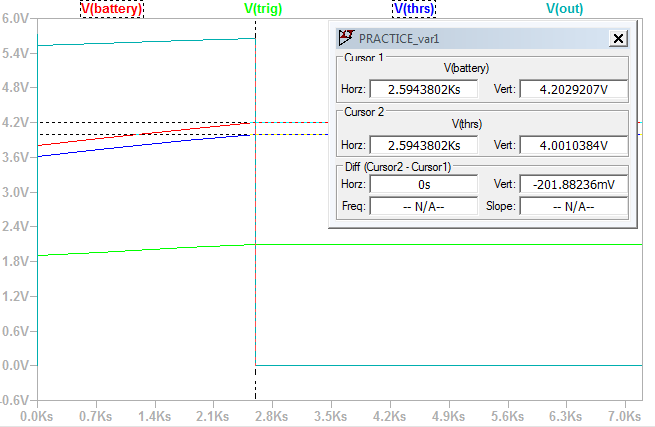 V(battery) V(trig) V(thrs) V(out)
6.0V
5.4V
4.8V
4.2V
3.6V
3.0V
2.4V
1.8V
1.2V
0.6V
0.0V
-0.6V
0.0Ks 0.7Ks 1.4Ks 2.1Ks 2.8Ks 3.5Ks 4.2Ks 4.9Ks 5.6Ks 6.3Ks 7.0Ks
PRACTICE_var1
Cursor 1
V(battery)
Horz: 2.5943802Ks Vert: 4.2029207V
Cursor 2
V(thrs)
Horz: 2.5943802Ks Vert: 4.0010384V
Diff (Cursor2 - Cursor1)
Horz: 0s Vert: -201.88236mV
Freq: -- N/A-- Slope: -- N/A--